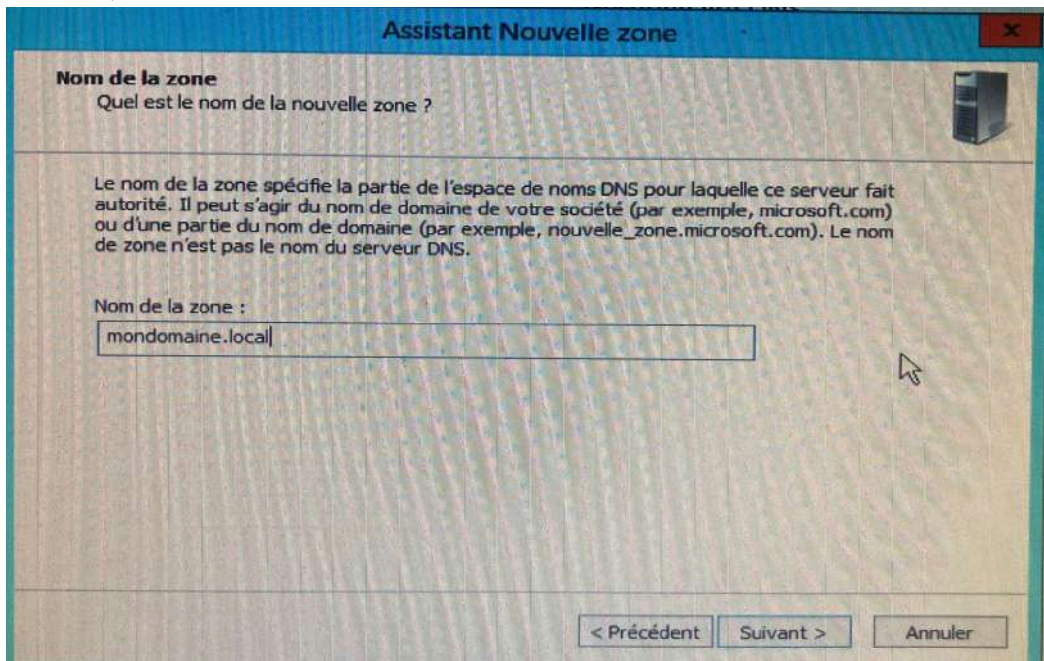 Assistant Nouvelle zone
Nom de la zone
Quel est le nom de la nouvelle zone ?
Le nom de la zone spécifie la partie de l'espace de noms DNS pour laquelle ce serveur fait
autorité. Il peut s'agir du nom de domaine de votre société (par exemple, microsoft.com)
ou d'une partie du nom de domaine (par exemple, nouvelle_zone.microsoft.com). Le nom
de zone n'est pas le nom du serveur DNS.
Nom de la zone :
mondomaine.local
< Précédent Suivant > Annuler